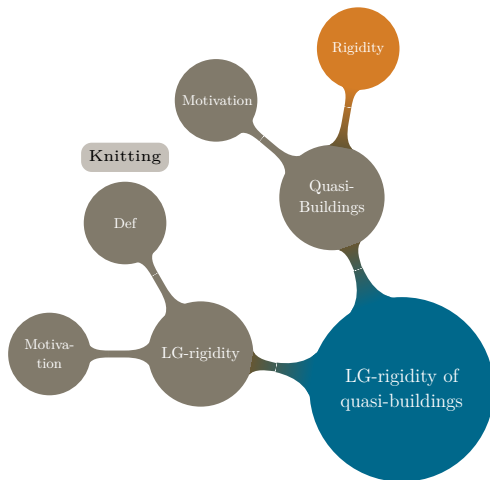 Rigidity
Motivation
Knitting
Quasi-
Buildings
Def
Motiva-
tion
LG-rigidity
LG-rigidity of
quasi-buildings